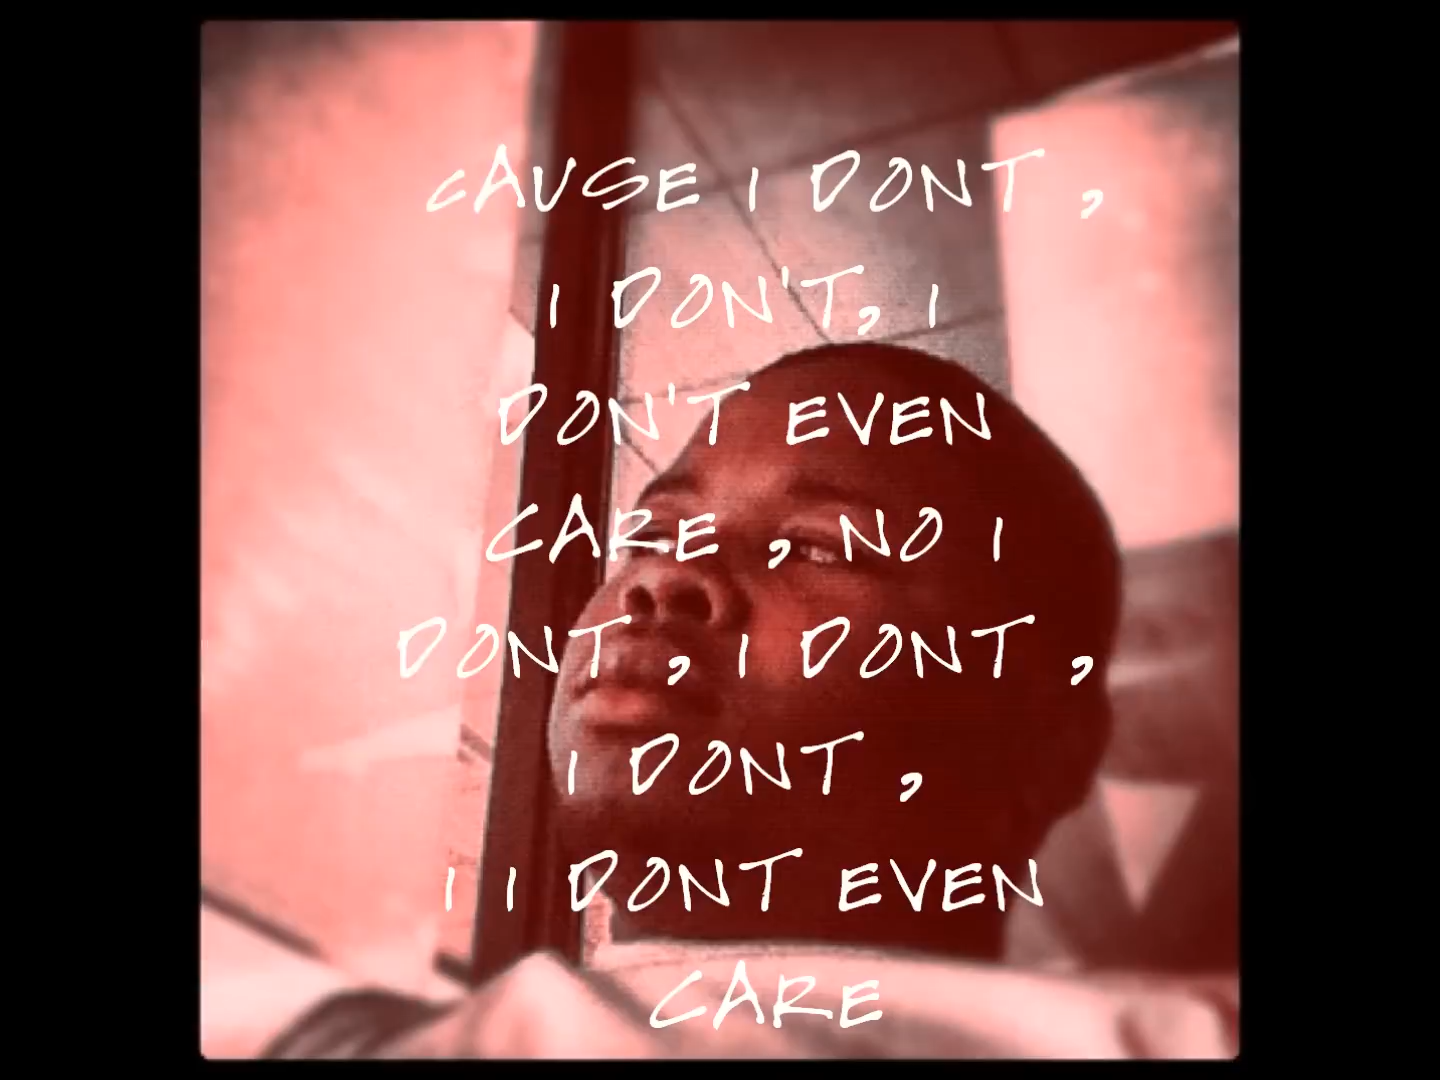 CAUSE I DONT ,
I DON'T, I
DON'T EVEN
CARE , NO I
DONT , I DONT ,
I DONT ,
I I DONT EVEN
CARE